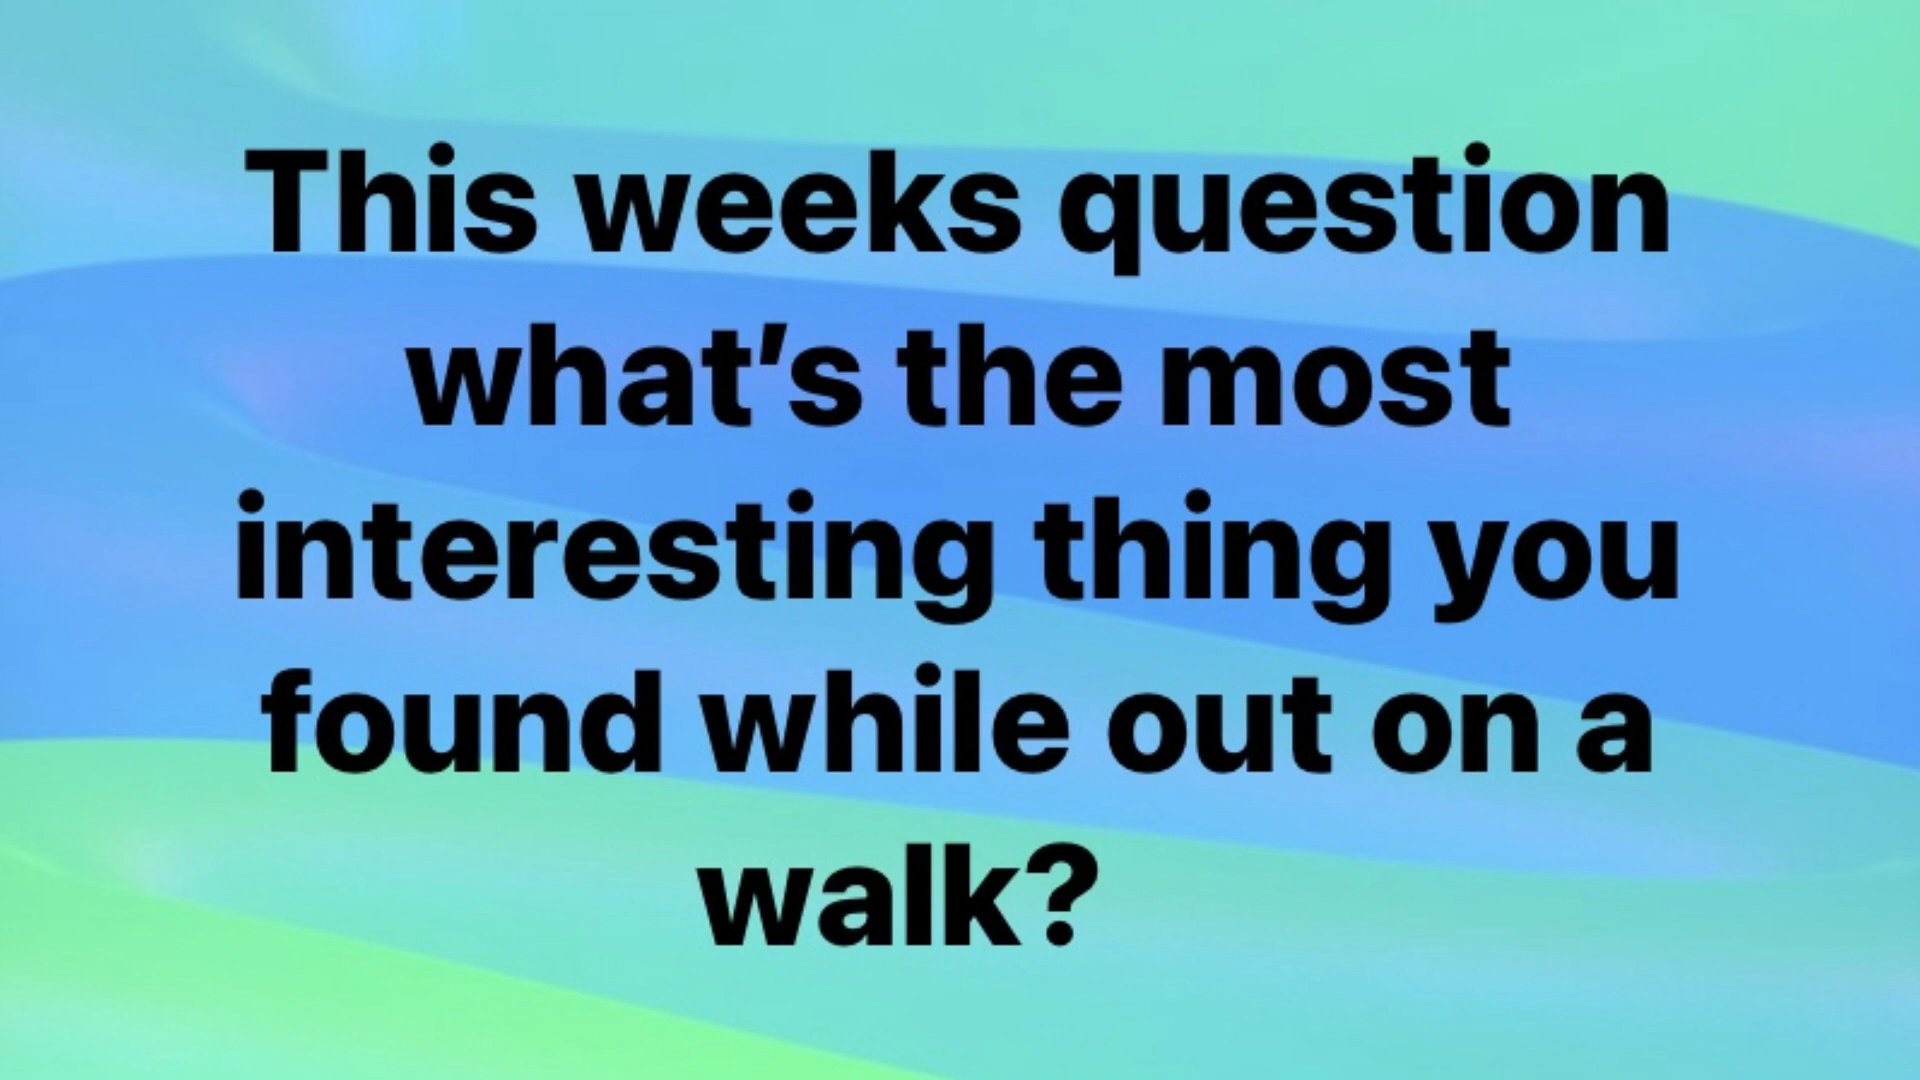 This weeks question
what’s the most
interesting thing you
found while out on a
walk?